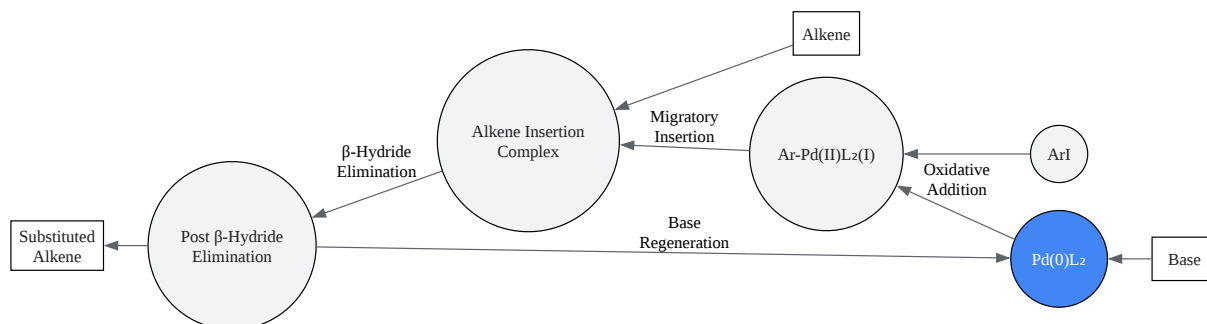 Alkene
Migratory
Insertion
Alkene Insertion
Complex
Ar-Pd(II)L₂(I)
ArI
β-Hydride
Elimination
Oxidative
Addition
Substituted
Alkene
Post β-Hydride
Elimination
Base
Regeneration
Pd(0)L₂
Base